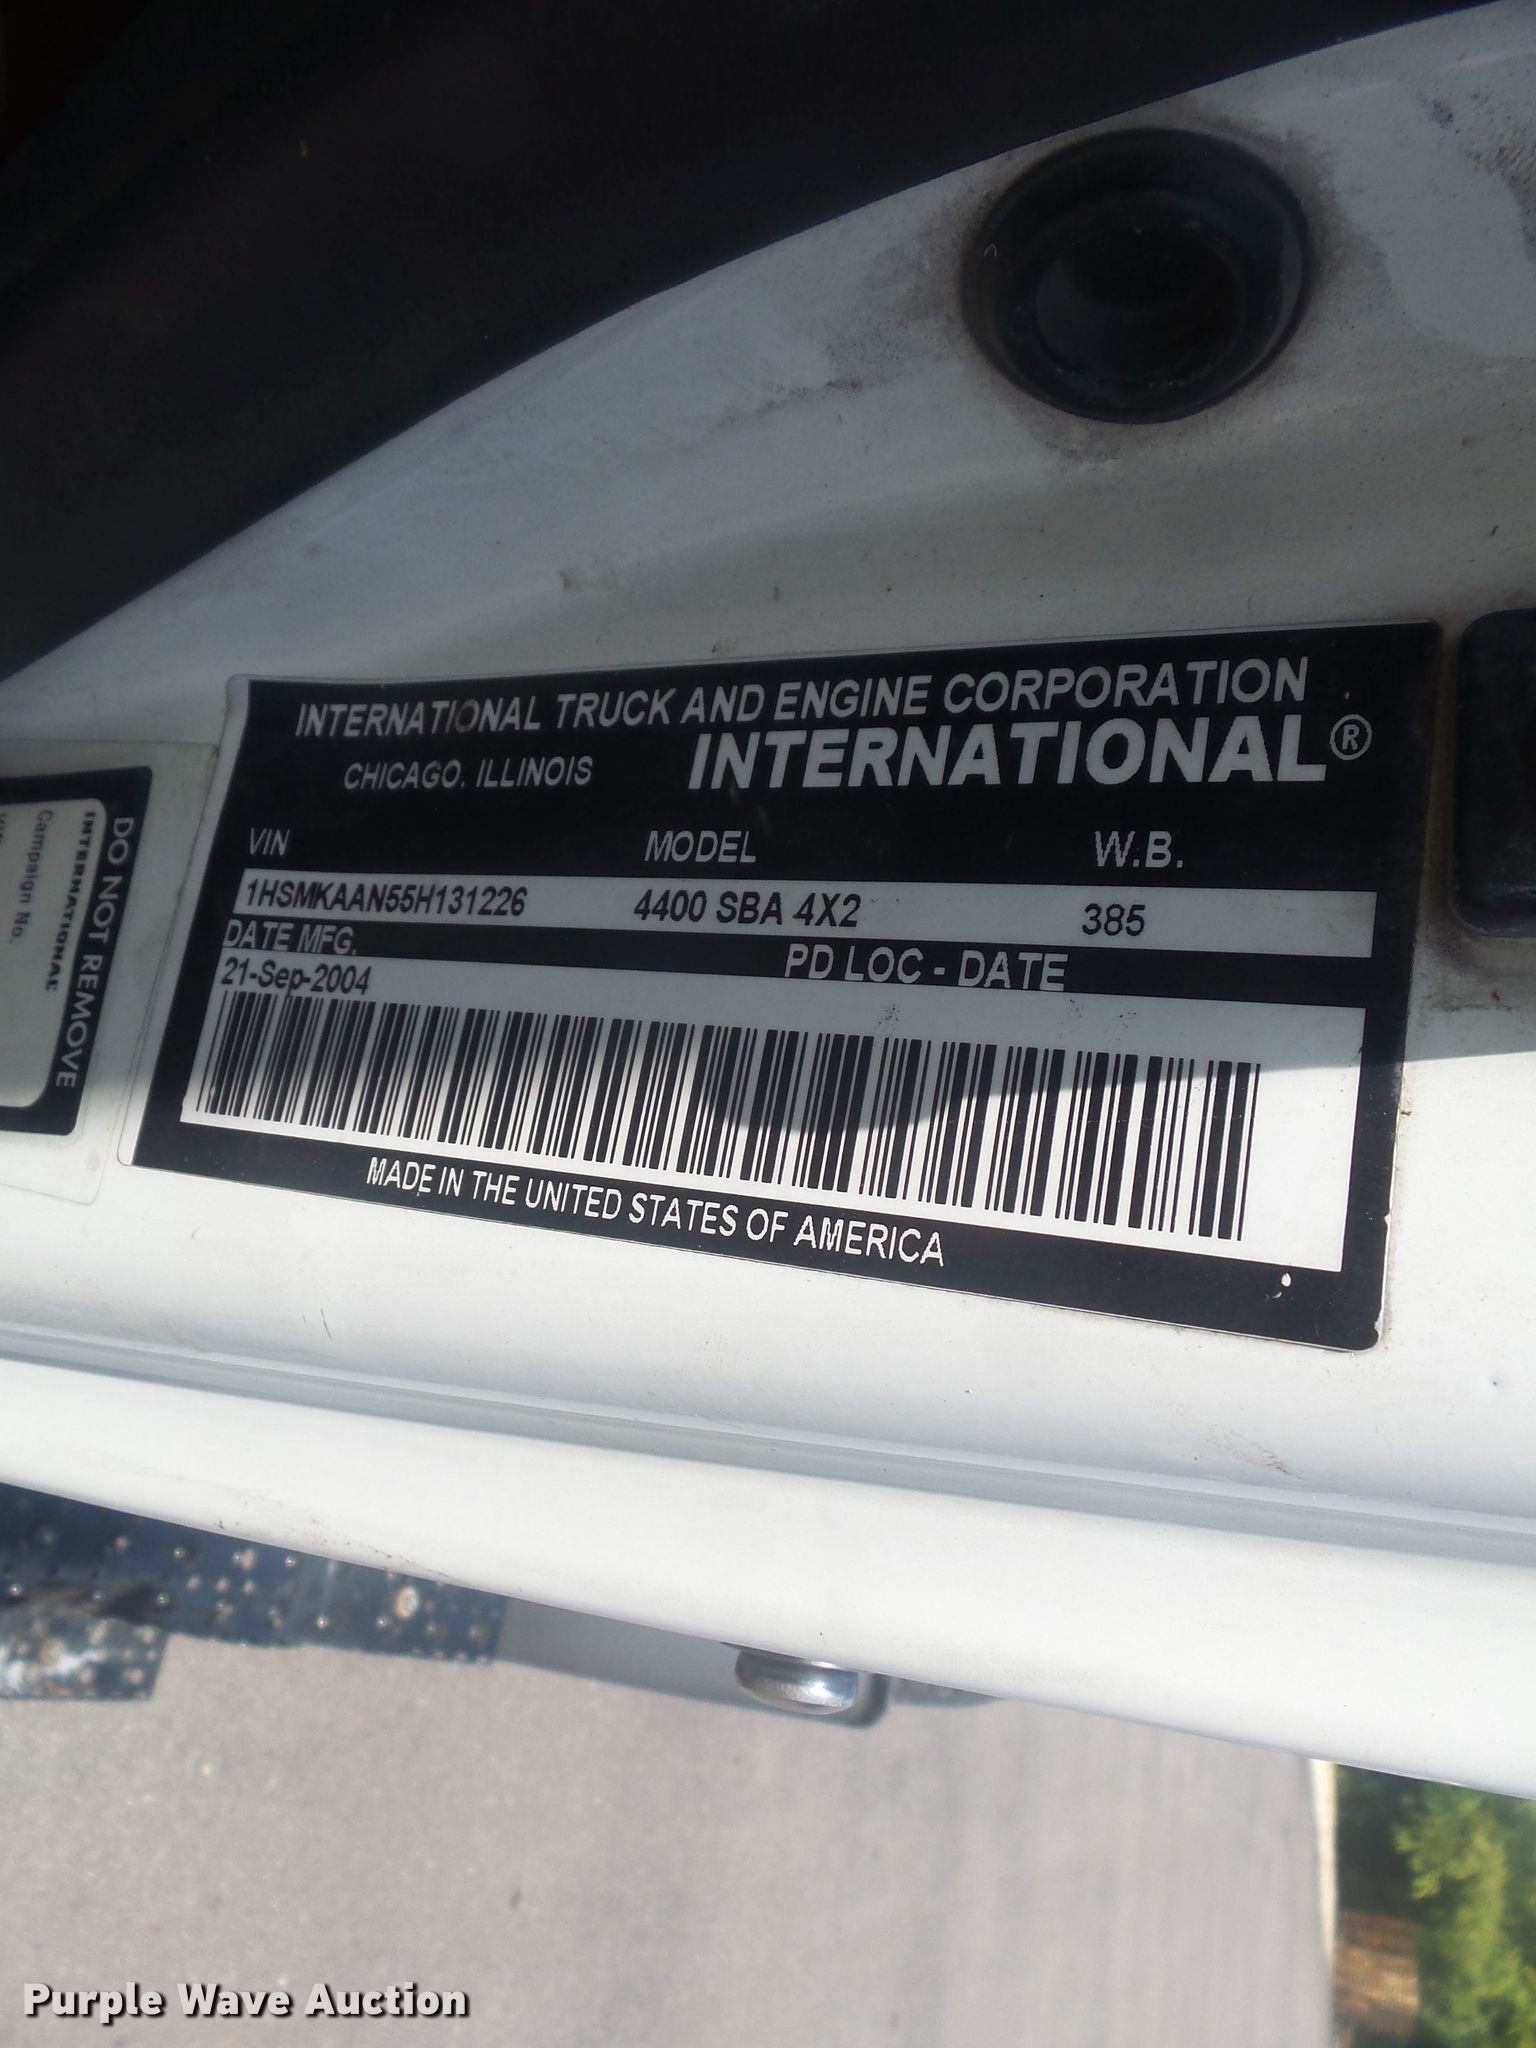 INTERNATIONAL TRUCK AND ENGINE CORPORATION
CHICAGO, ILLINOIS INTERNATIONAL®
VIN MODEL W.B.
1HSMKAAN55H131226 4400 SBA 4X2 385
DATE MFG. PD LOC - DATE
21-Sep-2004
MADE IN THE UNITED STATES OF AMERICA
DO NOT REMOVE
INTERNATIONAL
Campaign No.
Purple Wave Auction